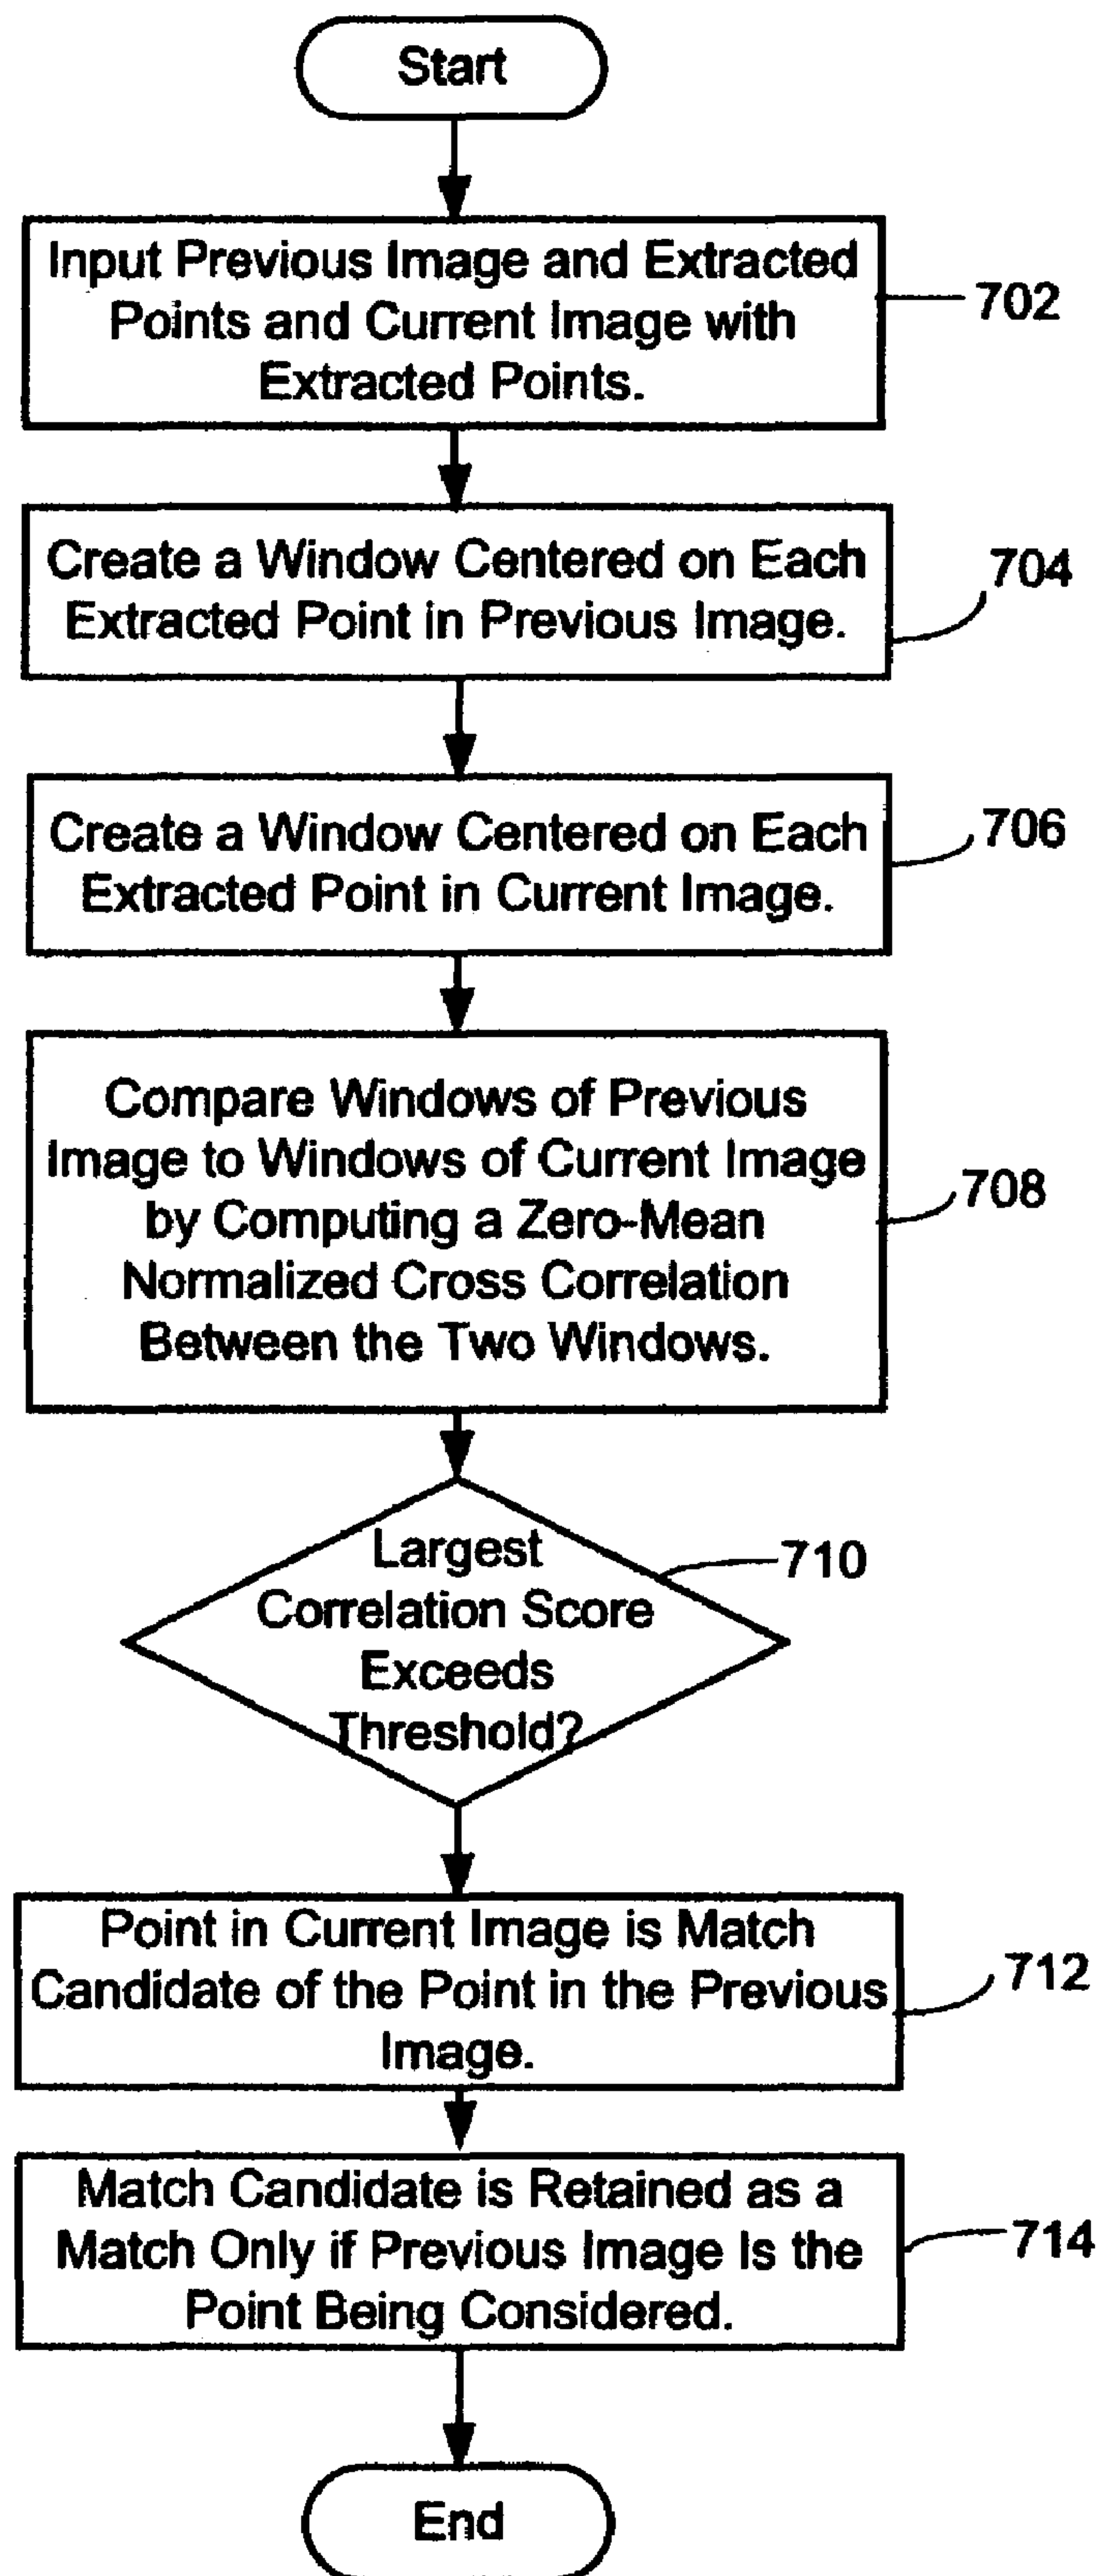 Start
Input Previous Image and Extracted
Points and Current Image with
Extracted Points.
702
Create a Window Centered on Each
Extracted Point in Previous Image.
704
Create a Window Centered on Each
Extracted Point in Current Image.
706
Compare Windows of Previous
Image to Windows of Current Image
by Computing a Zero-Mean
Normalized Cross Correlation
Between the Two Windows.
708
Largest
Correlation Score
Exceeds
Threshold?
710
Point in Current Image is Match
Candidate of the Point in the Previous
Image.
712
Match Candidate is Retained as a
Match Only if Previous Image Is the
Point Being Considered.
714
End